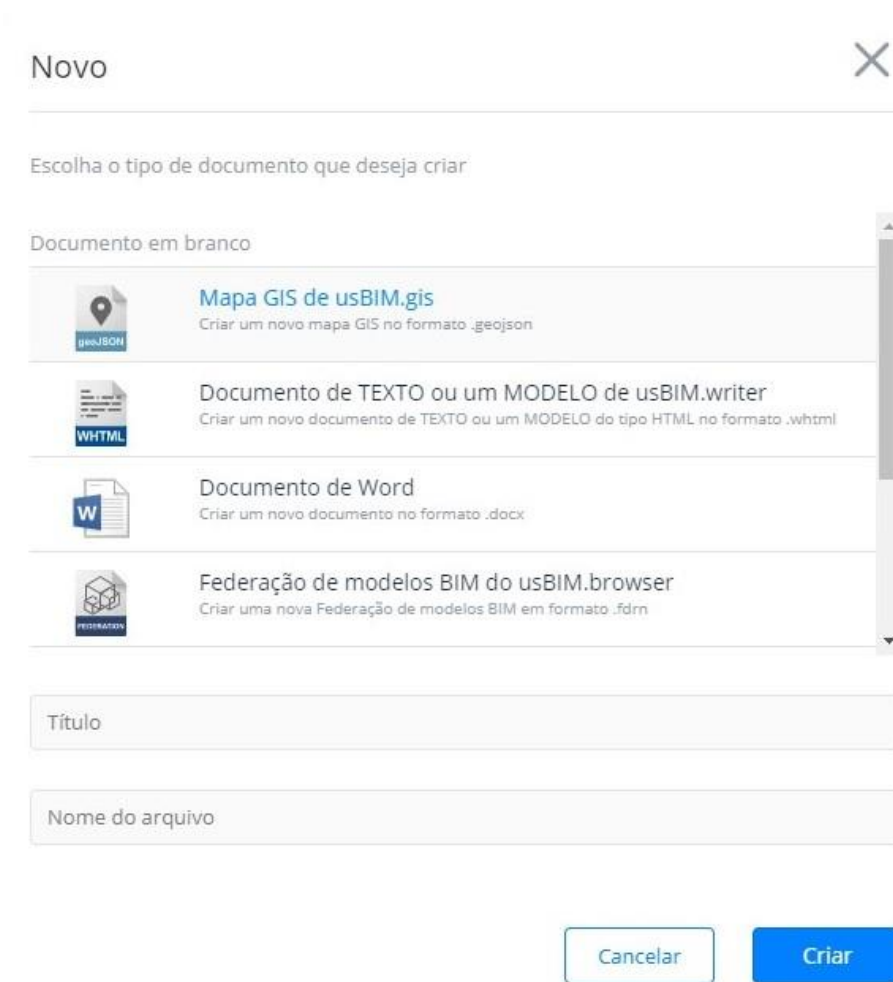 Novo
Escolha o tipo de documento que deseja criar
Documento em branco
geoJSON
Mapa GIS de usBIM.gis
Criar um novo mapa GIS no formato .geojson
WHTML
Documento de TEXTO ou um MODELO de usBIM.writer
Criar um novo documento de TEXTO ou um MODELO do tipo HTML no formato .whtml
W
Documento de Word
Criar um novo documento no formato .docx
FEDERATION
Federação de modelos BIM do usBIM.browser
Criar uma nova Federação de modelos BIM em formato .fdrn
Título
Nome do arquivo
Cancelar
Criar